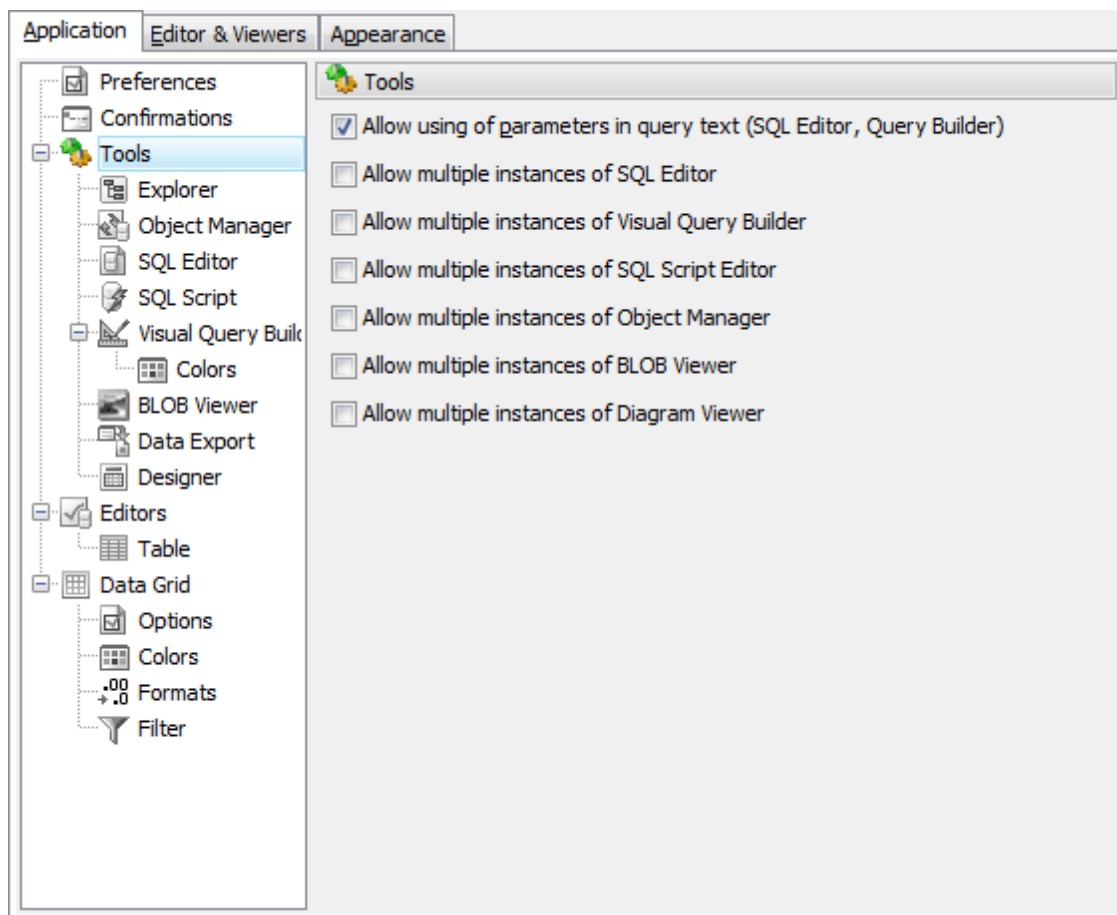 Application
Editor & Viewers
Appearance
Preferences
Confirmations
Tools
Explorer
Object Manager
SQL Editor
SQL Script
Visual Query Build
Colors
BLOB Viewer
Data Export
Designer
Editors
Table
Data Grid
Options
Colors
Formats
Filter
Tools
Allow using of parameters in query text (SQL Editor, Query Builder)
Allow multiple instances of SQL Editor
Allow multiple instances of Visual Query Builder
Allow multiple instances of SQL Script Editor
Allow multiple instances of Object Manager
Allow multiple instances of BLOB Viewer
Allow multiple instances of Diagram Viewer